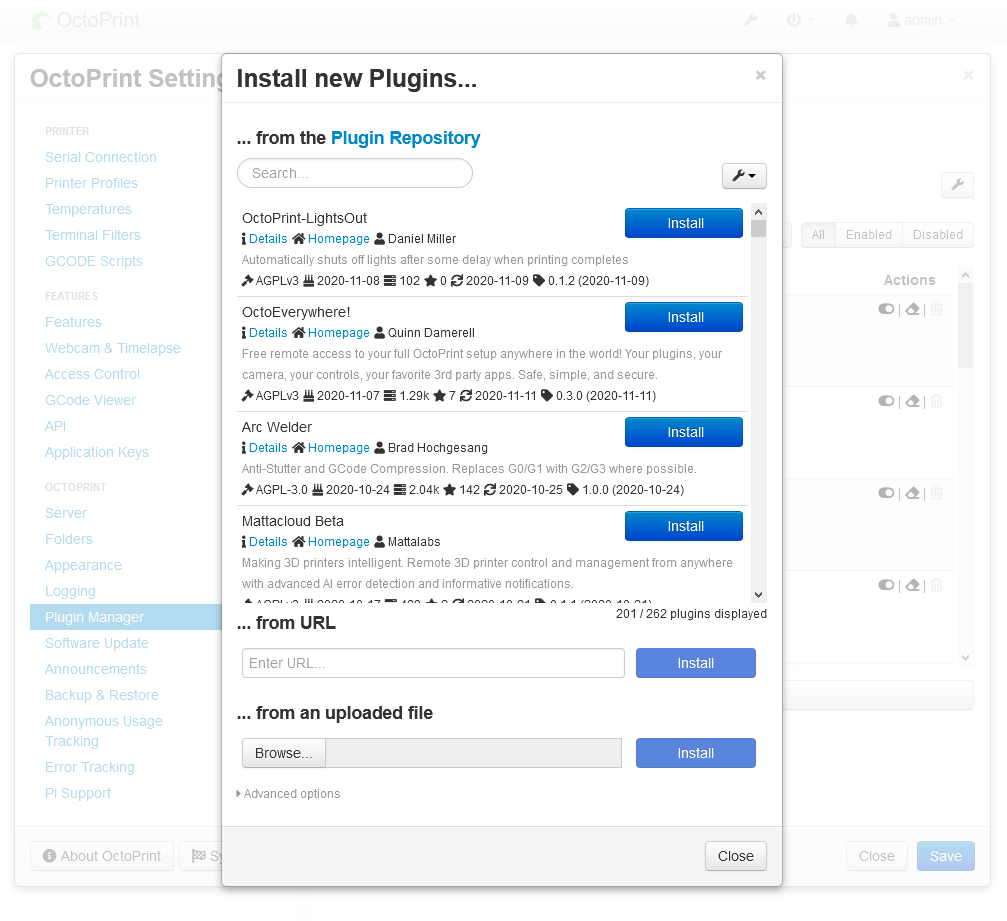 OctoPrint
admin
OctoPrint Setting
PRINTER
Serial Connection
Printer Profiles
Temperatures
Terminal Filters
GCODE Scripts
FEATURES
Features
Webcam & Timelapse
Access Control
GCode Viewer
API
Application Keys
OCTOPRINT
Server
Folders
Appearance
Logging
Plugin Manager
Software Update
Announcements
Backup & Restore
Anonymous Usage
Tracking
Error Tracking
Pi Support
About OctoPrint
Sy
Install new Plugins...
×
... from the Plugin Repository
Search...
OctoPrint-LightsOut
Install
Details Homepage Daniel Miller
Automatically shuts off lights after some delay when printing completes
AGPLv3 2020-11-08 102 0 2020-11-09 0.1.2 (2020-11-09)
OctoEverywhere!
Install
Details Homepage Quinn Damerell
Free remote access to your full OctoPrint setup anywhere in the world! Your plugins, your
camera, your controls, your favorite 3rd party apps. Safe, simple, and secure.
AGPLv3 2020-11-07 1.29k 7 2020-11-11 0.3.0 (2020-11-11)
Arc Welder
Install
Details Homepage Brad Hochgesang
Anti-Stutter and GCode Compression. Replaces G0/G1 with G2/G3 where possible.
AGPL-3.0 2020-10-24 2.04k 142 2020-10-25 1.0.0 (2020-10-24)
Mattacloud Beta
Install
Details Homepage Mattalabs
Making 3D printers intelligent. Remote 3D printer control and management from anywhere
with advanced AI error detection and informative notifications.
201 / 262 plugins displayed
... from URL
Enter URL...
Install
... from an uploaded file
Browse...
Install
Advanced options
Close
×
All Enabled Disabled
Actions
| |
| |
| |
| |
Close
Save